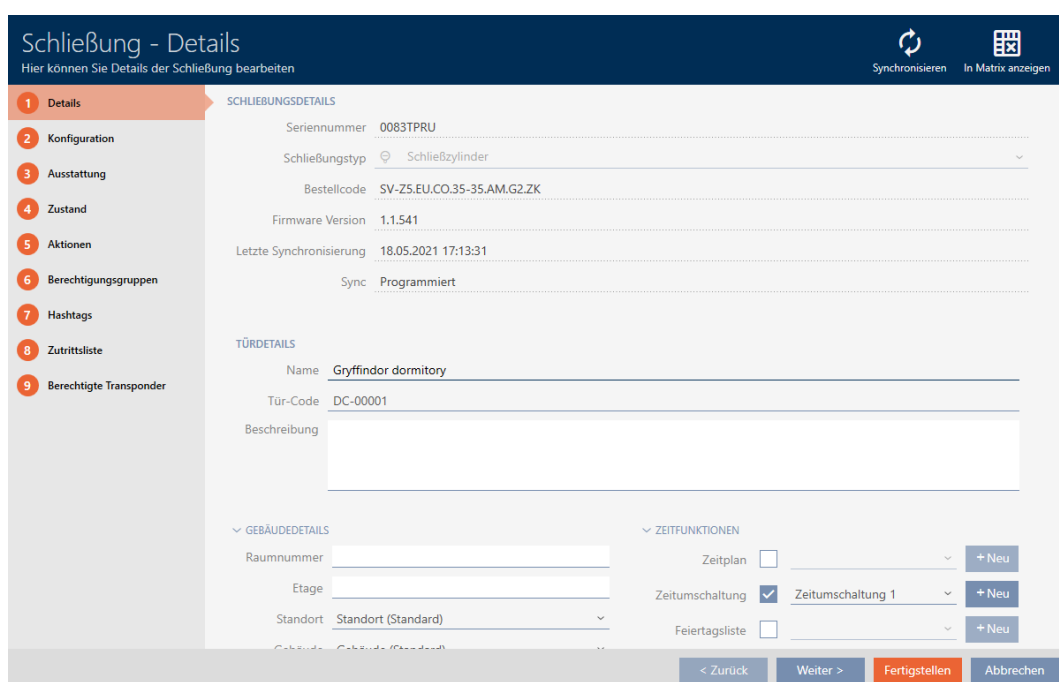 Schließung - Details
Hier können Sie Details der Schließung bearbeiten
Synchronisieren
In Matrix anzeigen
1 Details
2 Konfiguration
3 Ausstattung
4 Zustand
5 Aktionen
6 Berechtigungsgruppen
7 Hashtags
8 Zutrittsliste
9 Berechtigte Transponder
SCHLIEßUNGSDETAILS
Seriennummer 0083TPRU
Schließungstyp Schließzylinder
Bestellcode SV-Z5.EU.CO.35-35.AM.G2.ZK
Firmware Version 1.1.541
Letzte Synchronisierung 18.05.2021 17:13:31
Sync Programmiert
TÜRDETAILS
Name Gryffindor dormitory
Tür-Code DC-00001
Beschreibung
GEBÄUDEDETAILS
Raumnummer
Etage
Standort Standort (Standard)
Gebäude Gebäude (Standard)
ZEITFUNKTIONEN
Zeitplan + Neu
Zeitumschaltung Zeitumschaltung 1 + Neu
Feiertagsliste + Neu
< Zurück Weiter > Fertigstellen Abbrechen